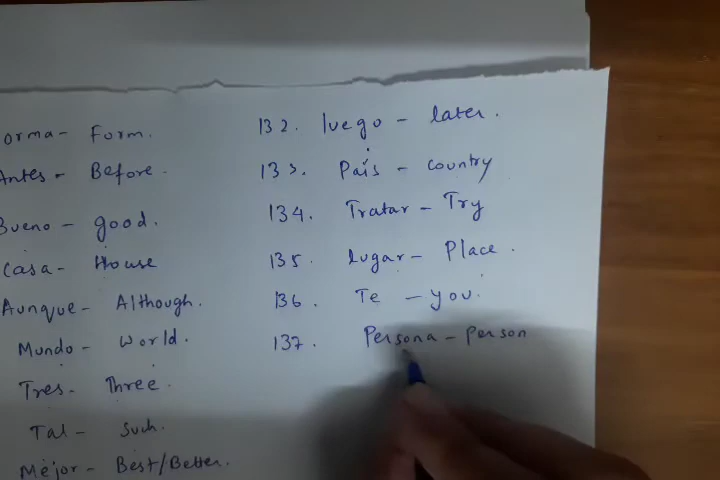 orma - Form.
Antes - Before.
Bueno - good.
Casa - House
Aunque - Although.
Mundo - World.
Tres - Three.
Tal - Such.
Mejor - Best/Better.
132. luego - later.
133. País - country
134. Tratar - Try
135. lugar - Place.
136. Te - you.
137. Persona - person